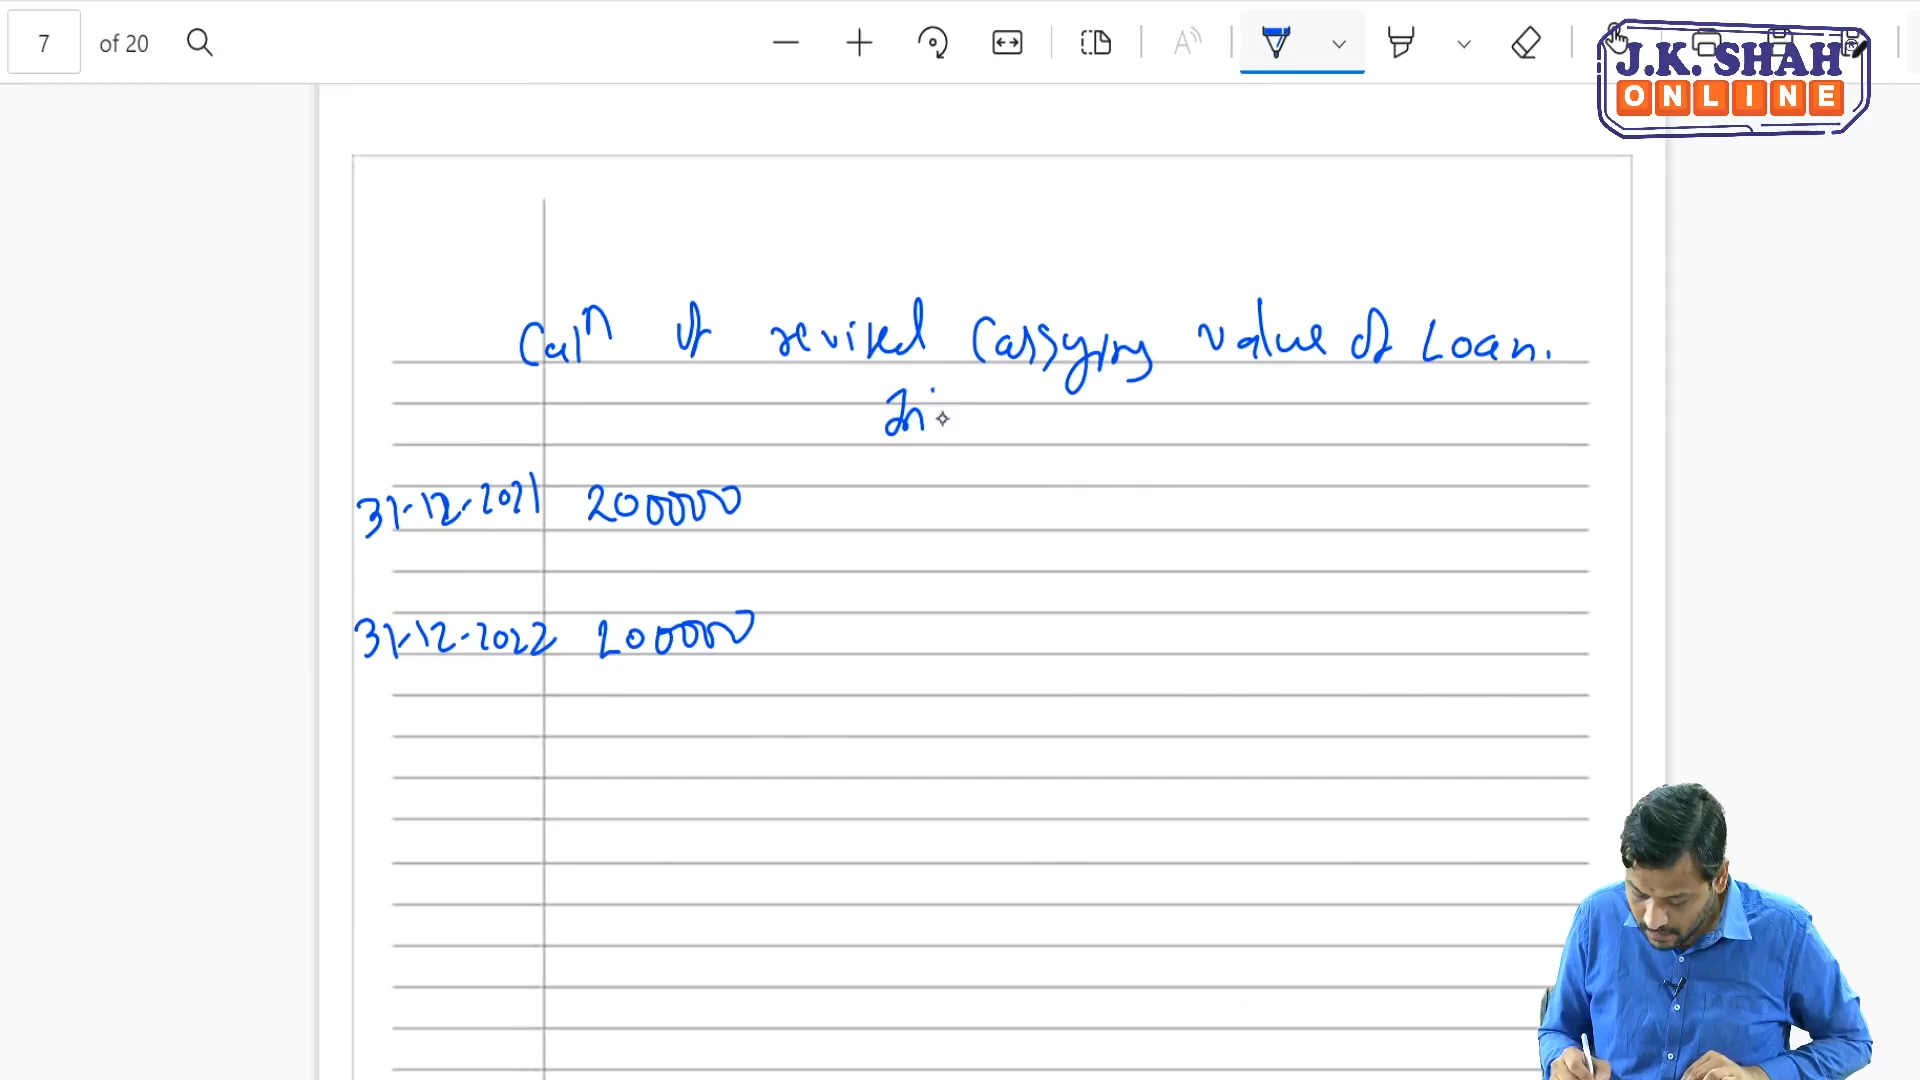 7 of 20
J.K. SHAH
ONLINE
Calⁿ of revised Carrying value of Loan.
In
31-12-2021 200000
31-12-2022 200000